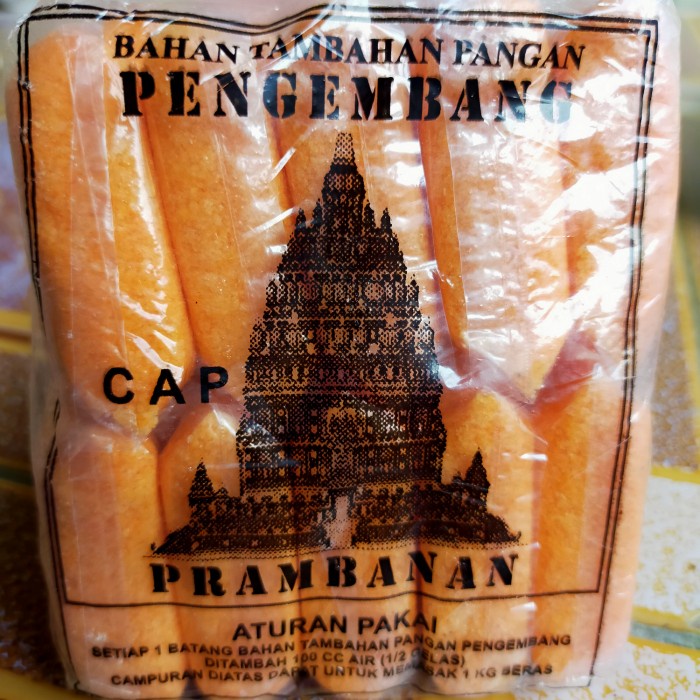 BAHAN TAMBAHAN PANGAN
PENGEMBANG
CAP
PRAMBANAN
ATURAN PAKAI
SETIAP 1 BATANG BAHAN TAMBAHAN PANGAN PENGEMBANG
DITAMBAH 100 CC AIR (1/2 GELAS)
CAMPURAN DIATAS DAPAT UNTUK MEMASAK 1 KG BERAS